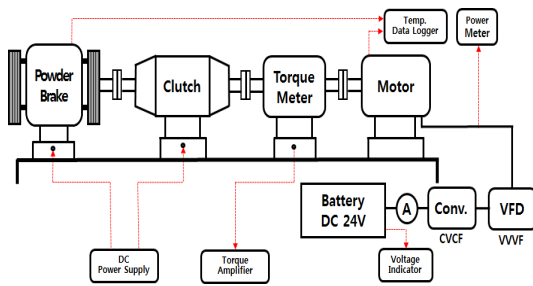 Temp.
Data Logger
Power
Meter
Powder
Brake
Clutch
Torque
Meter
Motor
Battery
DC 24V
A
Conv.
VFD
CVCF
VVVF
DC
Power Supply
Torque
Amplifier
Voltage
Indicator